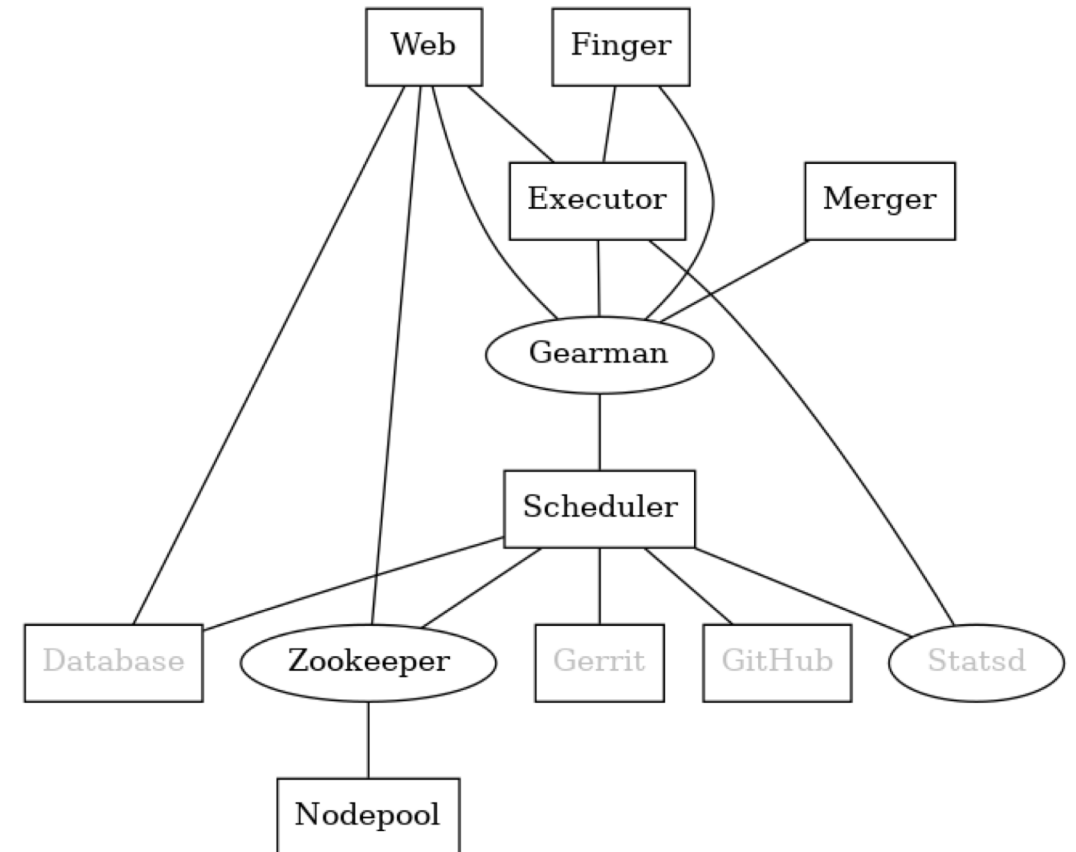 Web
Finger
Executor
Merger
Gearman
Scheduler
Database
Zookeeper
Gerrit
GitHub
Statsd
Nodepool